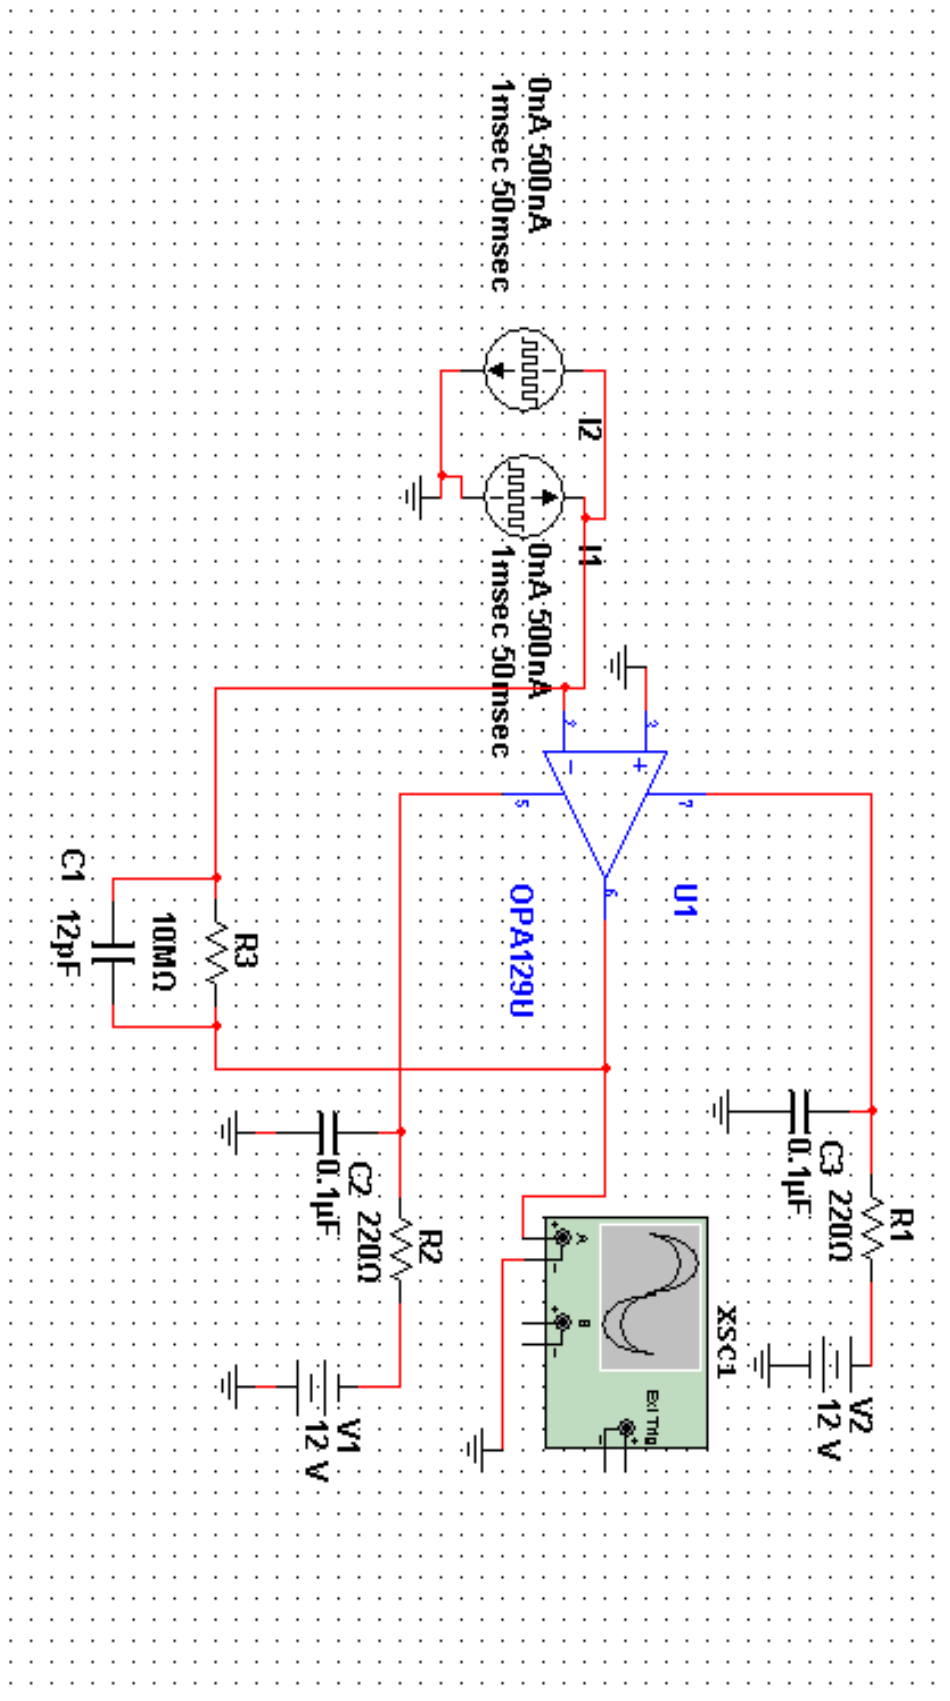 0nA 500nA
1msec 50msec
I2
I1
0nA 500nA
1msec 50msec
3
+
2
-
7
5
6
U1
OPA129U
R3
10MΩ
C1
12pF
C3
0.1µF
R1
220Ω
C2
0.1µF
R2
220Ω
V2
12 V
V1
12 V
XSC1
A
B
Ext Trig
+
-
+
-
+